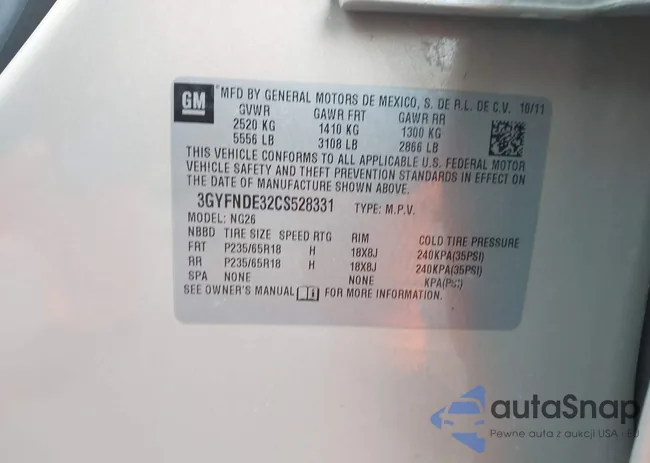 GM
MFD BY GENERAL MOTORS DE MEXICO, S. DE R.L. DE C.V. 10/11
GVWR GAWR FRT GAWR RR
2520 KG 1410 KG 1300 KG
5556 LB 3108 LB 2866 LB
THIS VEHICLE CONFORMS TO ALL APPLICABLE U.S. FEDERAL MOTOR
VEHICLE SAFETY AND THEFT PREVENTION STANDARDS IN EFFECT ON
THE DATE OF MANUFACTURE SHOWN ABOVE.
3GYFNDE32CS528331 TYPE: M.P.V.
MODEL: NG26
NBBD TIRE SIZE SPEED RTG RIM COLD TIRE PRESSURE
FRT P235/65R18 H 18X8J 240KPA(35PSI)
RR P235/65R18 H 18X8J 240KPA(35PSI)
SPA NONE NONE KPA(PSI)
SEE OWNER'S MANUAL FOR MORE INFORMATION.
autaSnap
Pewne auta z aukcji USA i EU